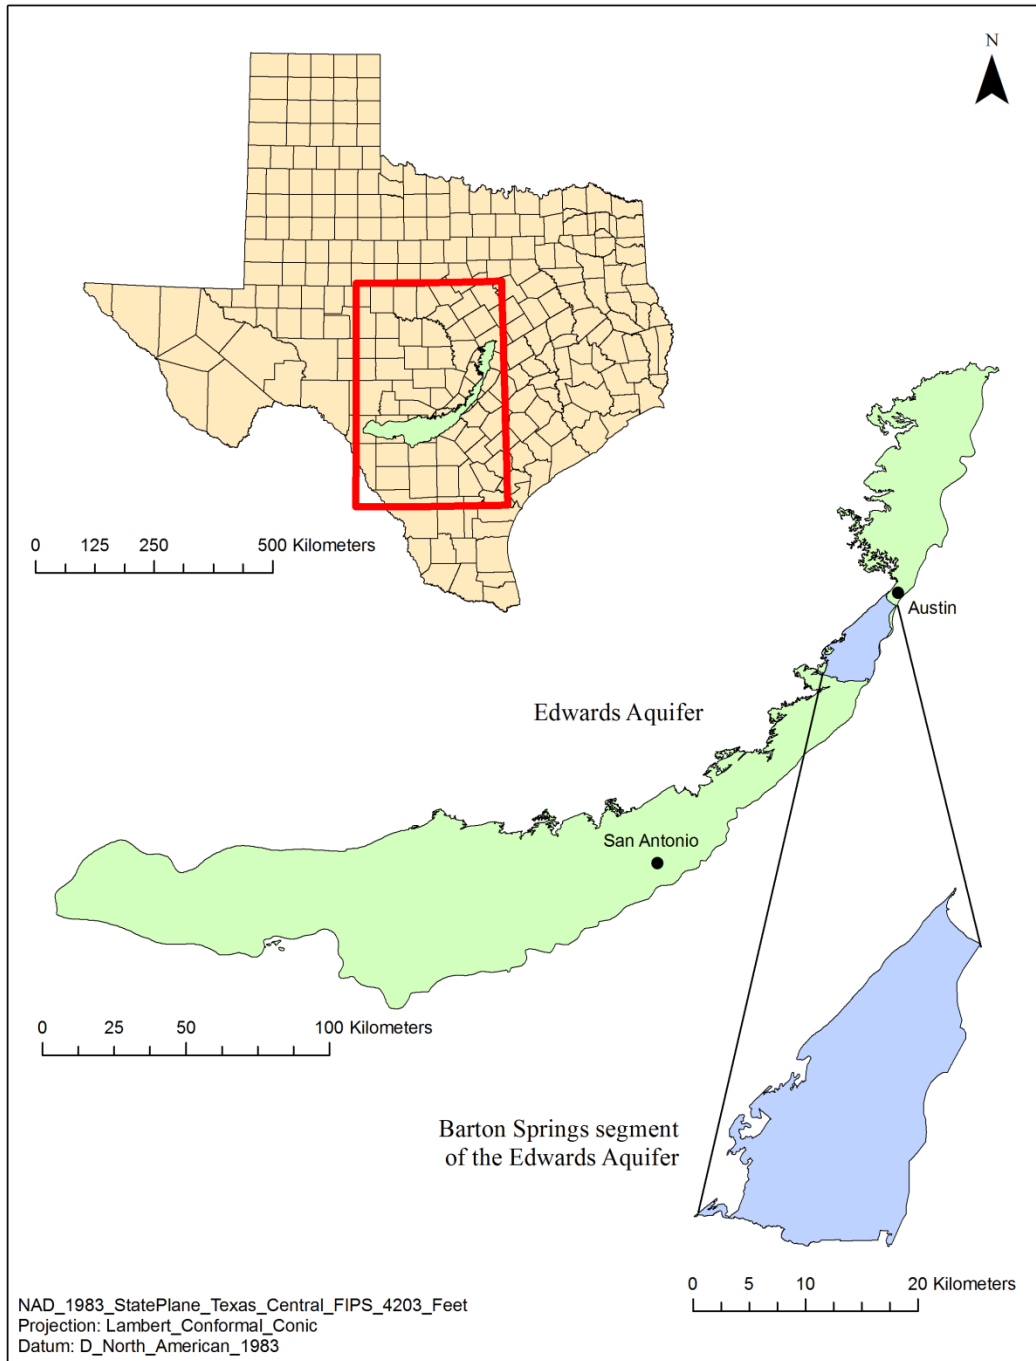 N
0 125 250 500 Kilometers
Austin
Edwards Aquifer
San Antonio
0 25 50 100 Kilometers
Barton Springs segment
of the Edwards Aquifer
0 5 10 20 Kilometers
NAD_1983_StatePlane_Texas_Central_FIPS_4203_Feet
Projection: Lambert_Conformal_Conic
Datum: D_North_American_1983